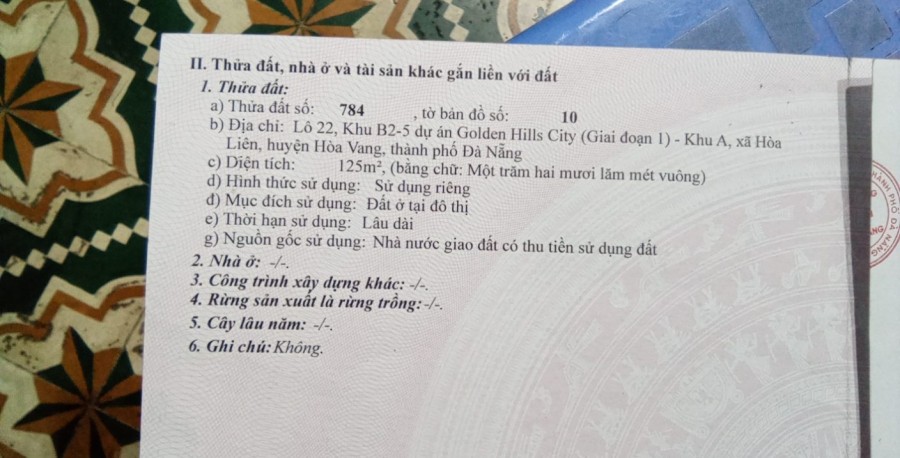 II. Thửa đất, nhà ở và tài sản khác gắn liền với đất
1. Thửa đất:
a) Thửa đất số: 784 , tờ bản đồ số: 10
b) Địa chỉ: Lô 22, Khu B2-5 dự án Golden Hills City (Giai đoạn 1) - Khu A, xã Hòa
Liên, huyện Hòa Vang, thành phố Đà Nẵng
c) Diện tích: 125m², (bằng chữ: Một trăm hai mươi lăm mét vuông)
d) Hình thức sử dụng: Sử dụng riêng
đ) Mục đích sử dụng: Đất ở tại đô thị
e) Thời hạn sử dụng: Lâu dài
g) Nguồn gốc sử dụng: Nhà nước giao đất có thu tiền sử dụng đất
2. Nhà ở: -/-.
3. Công trình xây dựng khác: -/-.
4. Rừng sản xuất là rừng trồng: -/-.
5. Cây lâu năm: -/-.
6. Ghi chú: Không.